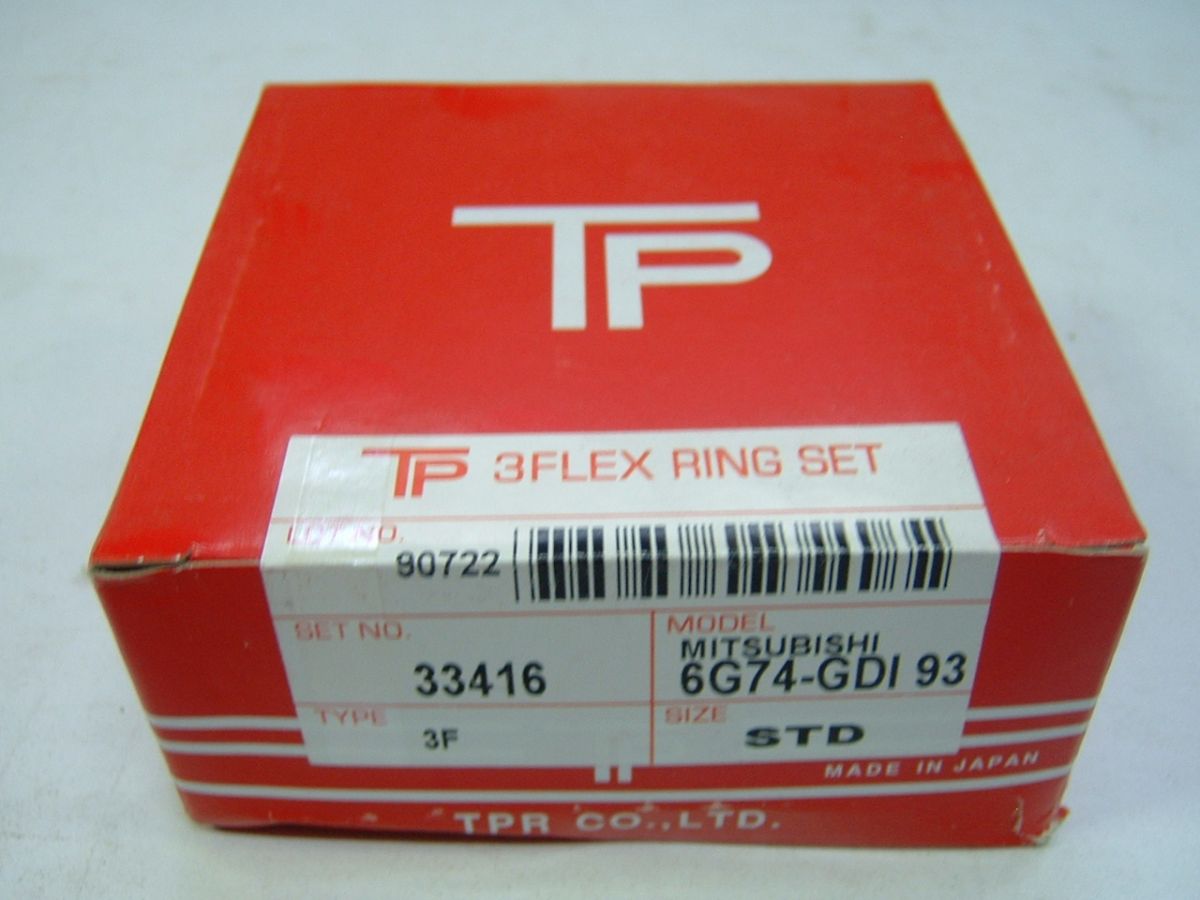 TP
TP 3FLEX RING SET
LOT NO.
90722
SET NO.
33416
MODEL
MITSUBISHI
6G74-GDI 93
TYPE
3F
SIZE
STD
MADE IN JAPAN
TPR CO.,LTD.